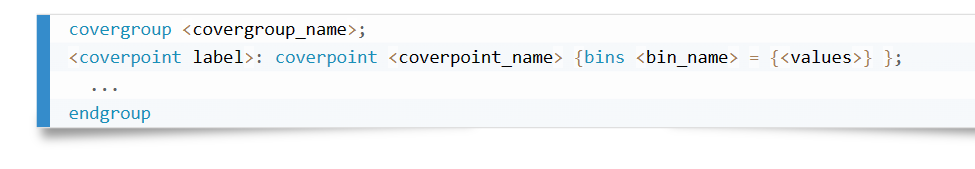 covergroup <covergroup_name>;
<coverpoint label>: coverpoint <coverpoint_name> {bins <bin_name> = {<values>} };
...
endgroup